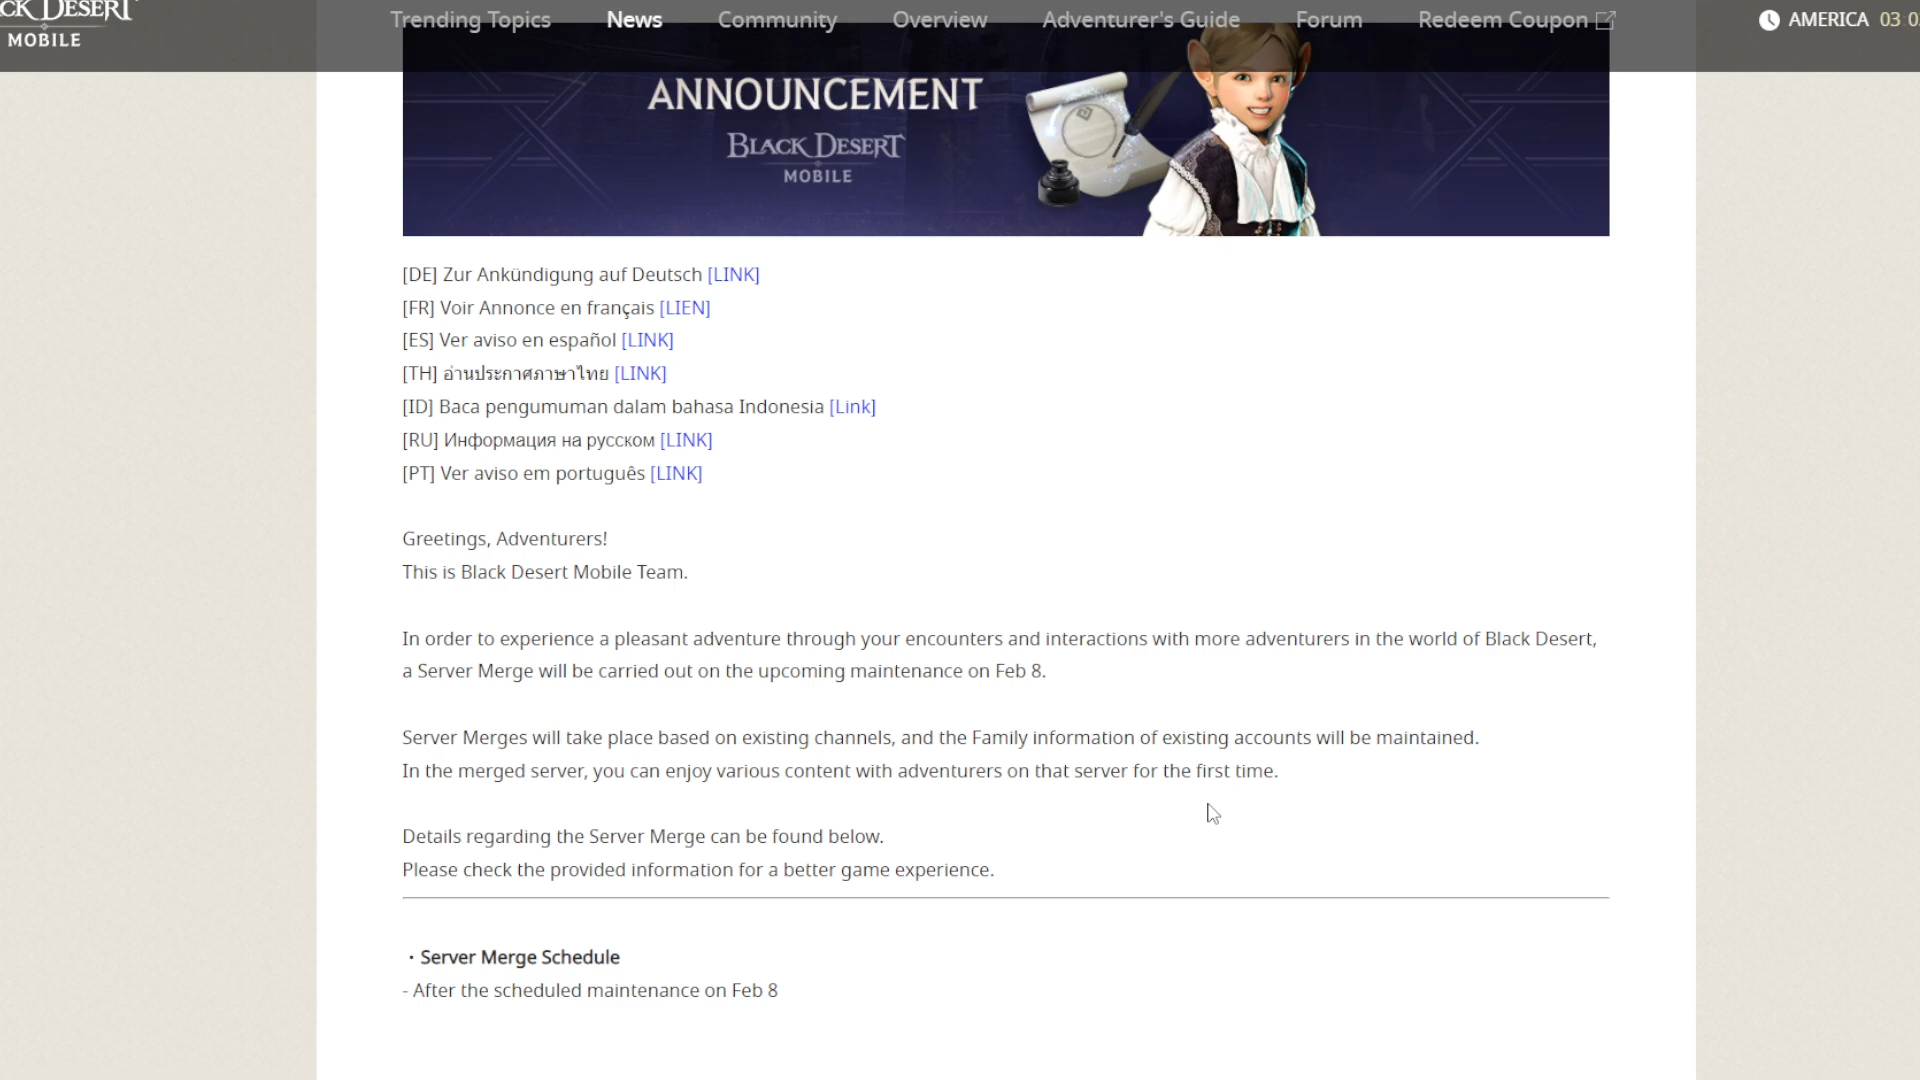 BLACK DESERT
MOBILE
Trending Topics
News
Community
Overview
Adventurer's Guide
Forum
Redeem Coupon
AMERICA 03
ANNOUNCEMENT
BLACK DESERT
MOBILE
[DE] Zur Ankündigung auf Deutsch [LINK]
[FR] Voir Annonce en français [LIEN]
[ES] Ver aviso en español [LINK]
[TH] อ่านประกาศภาษาไทย [LINK]
[ID] Baca pengumuman dalam bahasa Indonesia [Link]
[RU] Информация на русском [LINK]
[PT] Ver aviso em português [LINK]
Greetings, Adventurers!
This is Black Desert Mobile Team.
In order to experience a pleasant adventure through your encounters and interactions with more adventurers in the world of Black Desert,
a Server Merge will be carried out on the upcoming maintenance on Feb 8.
Server Merges will take place based on existing channels, and the Family information of existing accounts will be maintained.
In the merged server, you can enjoy various content with adventurers on that server for the first time.
Details regarding the Server Merge can be found below.
Please check the provided information for a better game experience.
・Server Merge Schedule
- After the scheduled maintenance on Feb 8